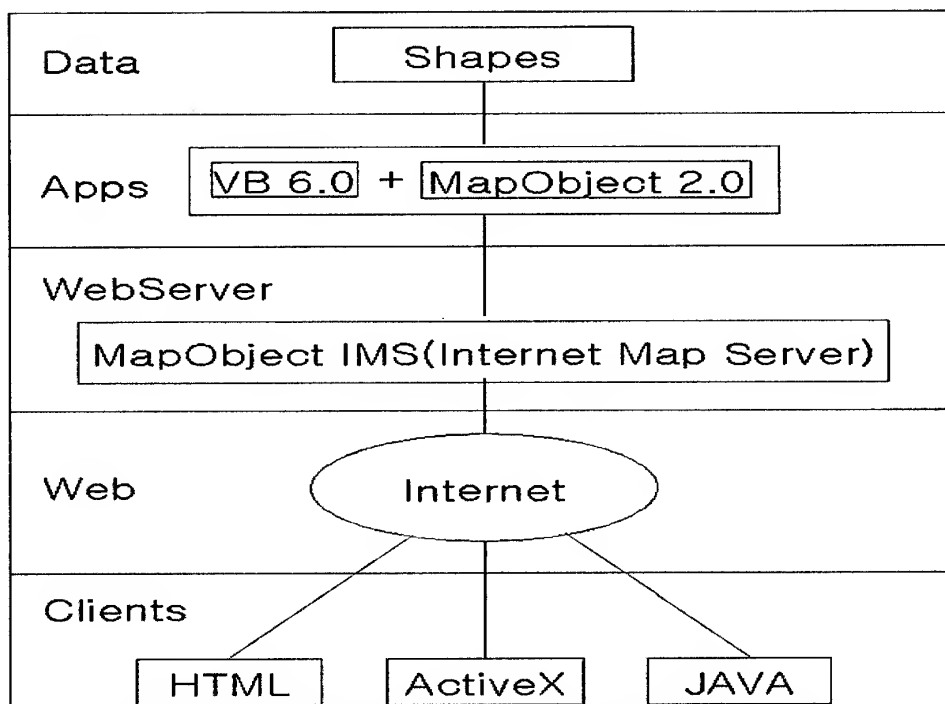 Data
Shapes
Apps
VB 6.0 + MapObject 2.0
WebServer
MapObject IMS(Internet Map Server)
Web
Internet
Clients
HTML
ActiveX
JAVA